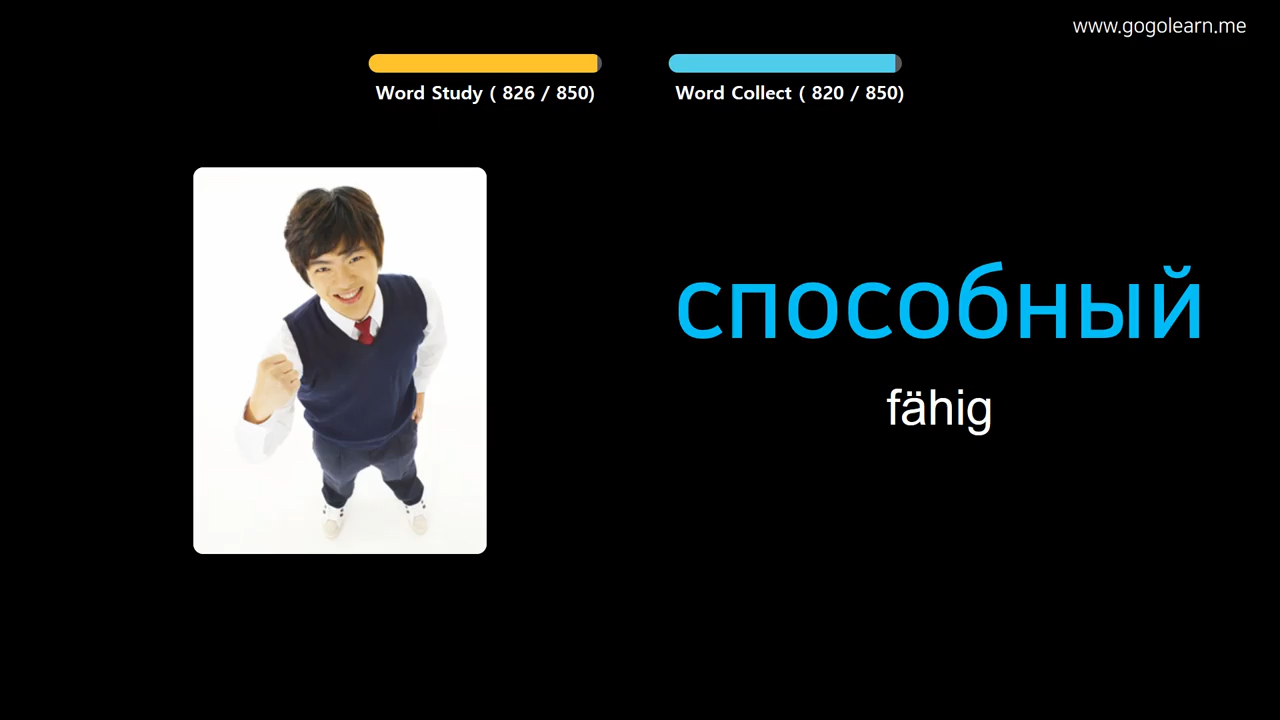 www.gogolearn.me
Word Study ( 826 / 850)
Word Collect ( 820 / 850)
способный
fähig